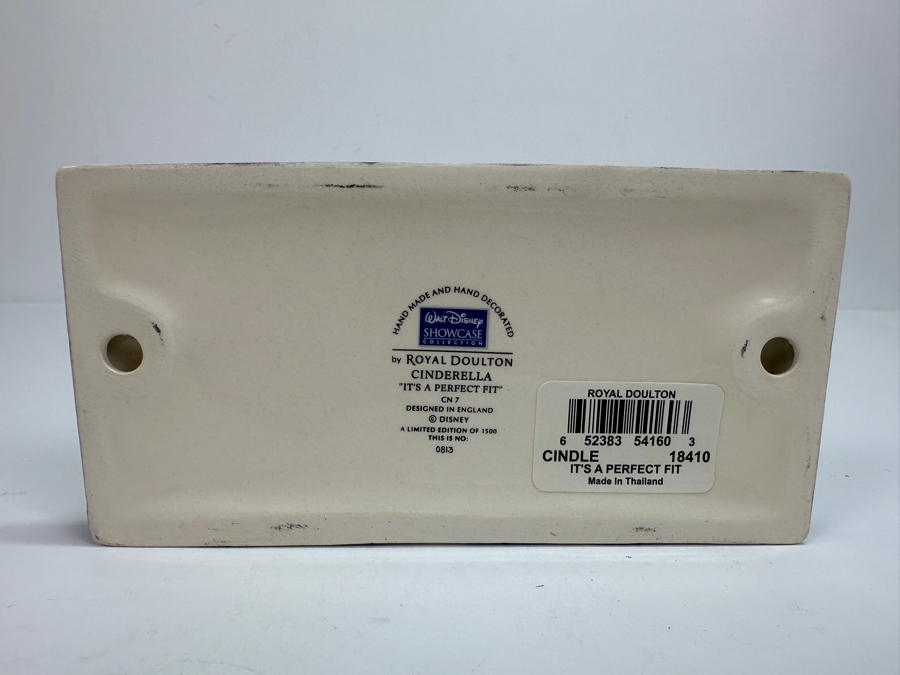 HAND MADE AND HAND DECORATED
Walt Disney
SHOWCASE
COLLECTION
by ROYAL DOULTON
CINDERELLA
"IT'S A PERFECT FIT"
CN 7
DESIGNED IN ENGLAND
© DISNEY
A LIMITED EDITION OF 1500
THIS IS NO:
0813
ROYAL DOULTON
6 52383 54160 3
CINDLE 18410
IT'S A PERFECT FIT
Made In Thailand